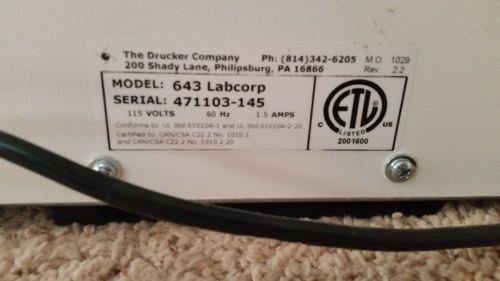 The Drucker Company Ph: (814)342-6205 M.O. 1029
200 Shady Lane, Philipsburg, PA 16866 Rev. 2.2
MODEL: 643 Labcorp
SERIAL: 471103-145
115 VOLTS 60 Hz 1.5 AMPS
Conforms to UL Std 61010A-1 and UL Std 61010A-2-20
Certified to CAN/CSA C22.2 No. 1010.1
and CAN/CSA C22.2 No. 1010.2.20
ETL
C US
LISTED
2001600